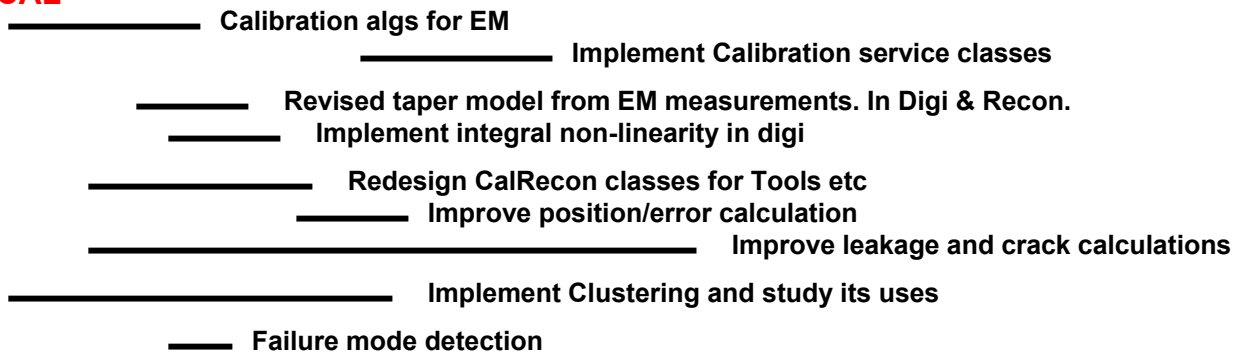 CAL
Calibration algs for EM
Implement Calibration service classes
Revised taper model from EM measurements. In Digi & Recon.
Implement integral non-linearity in digi
Redesign CalRecon classes for Tools etc
Improve position/error calculation
Improve leakage and crack calculations
Implement Clustering and study its uses
Failure mode detection